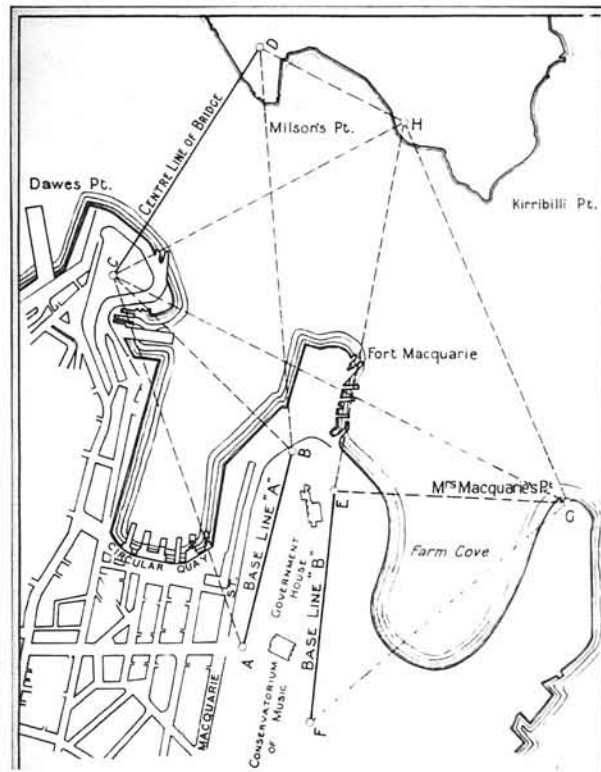 D
Milson's Pt.
H
CENTRE LINE OF BRIDGE
Dawes Pt.
Kirribilli Pt.
C
Fort Macquarie
B
Mrs Macquarie's Pt.
E
G
BASE LINE "A"
Farm Cove
CIRCULAR QUAY
GOVERNMENT
HOUSE
BASE LINE "B"
MACQUARIE ST.
A
CONSERVATORIUM
OF MUSIC
F